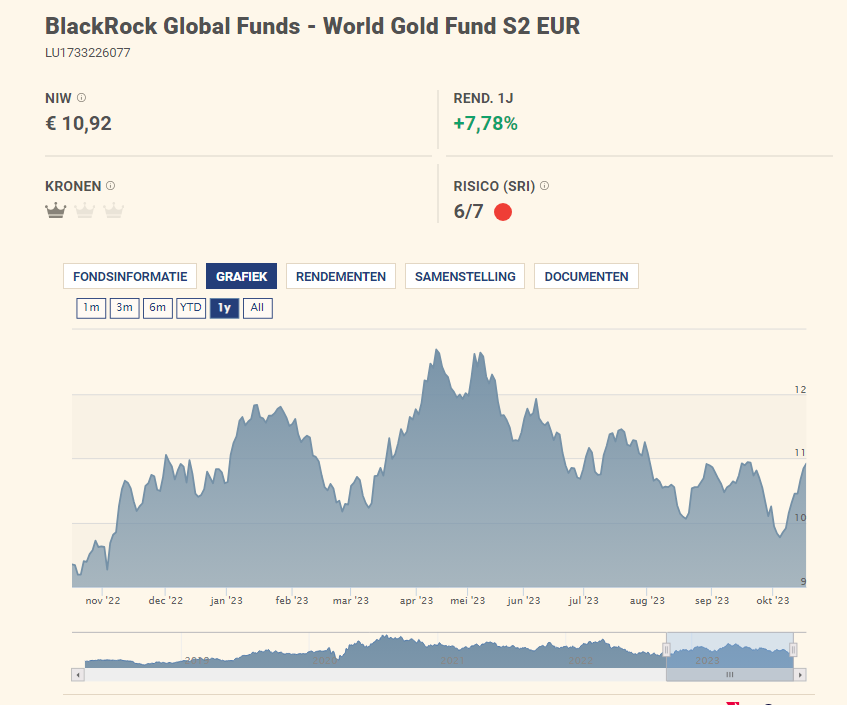 BlackRock Global Funds - World Gold Fund S2 EUR
LU1733226077
NIW
€ 10,92
REND. 1J
+7,78%
KRONEN
RISICO (SRI)
6/7
FONDSINFORMATIE GRAFIEK RENDEMENTEN SAMENSTELLING DOCUMENTEN
1m 3m 6m YTD 1y All
12
11
10
9
nov '22 dec '22 jan '23 feb '23 mar '23 apr '23 mei '23 jun '23 jul '23 aug '23 sep '23 okt '23
2020 2021 2022 2023